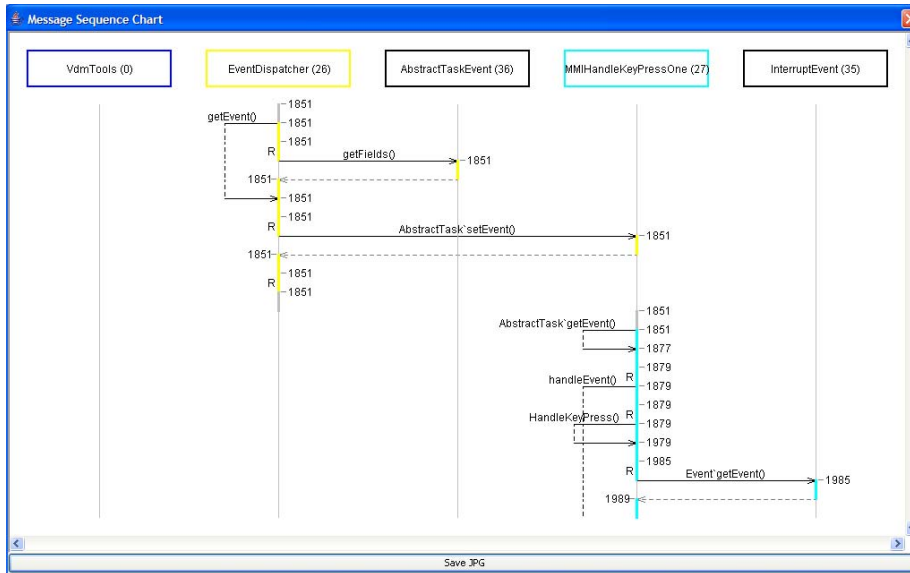 Message Sequence Chart
VdmTools (0) EventDispatcher (26) AbstractTaskEvent (36) MMIHandleKeyPressOne (27) InterruptEvent (35)
1851
getEvent() 1851
1851
R getFields() 1851
1851
1851
1851
R AbstractTask`setEvent() 1851
1851
1851
R
1851
1851
AbstractTask`getEvent() 1851
1877
1879
handleEvent() R 1879
1879
HandleKeyPress() R 1879
1979
1985
R Event`getEvent() 1985
1989
Save JPG